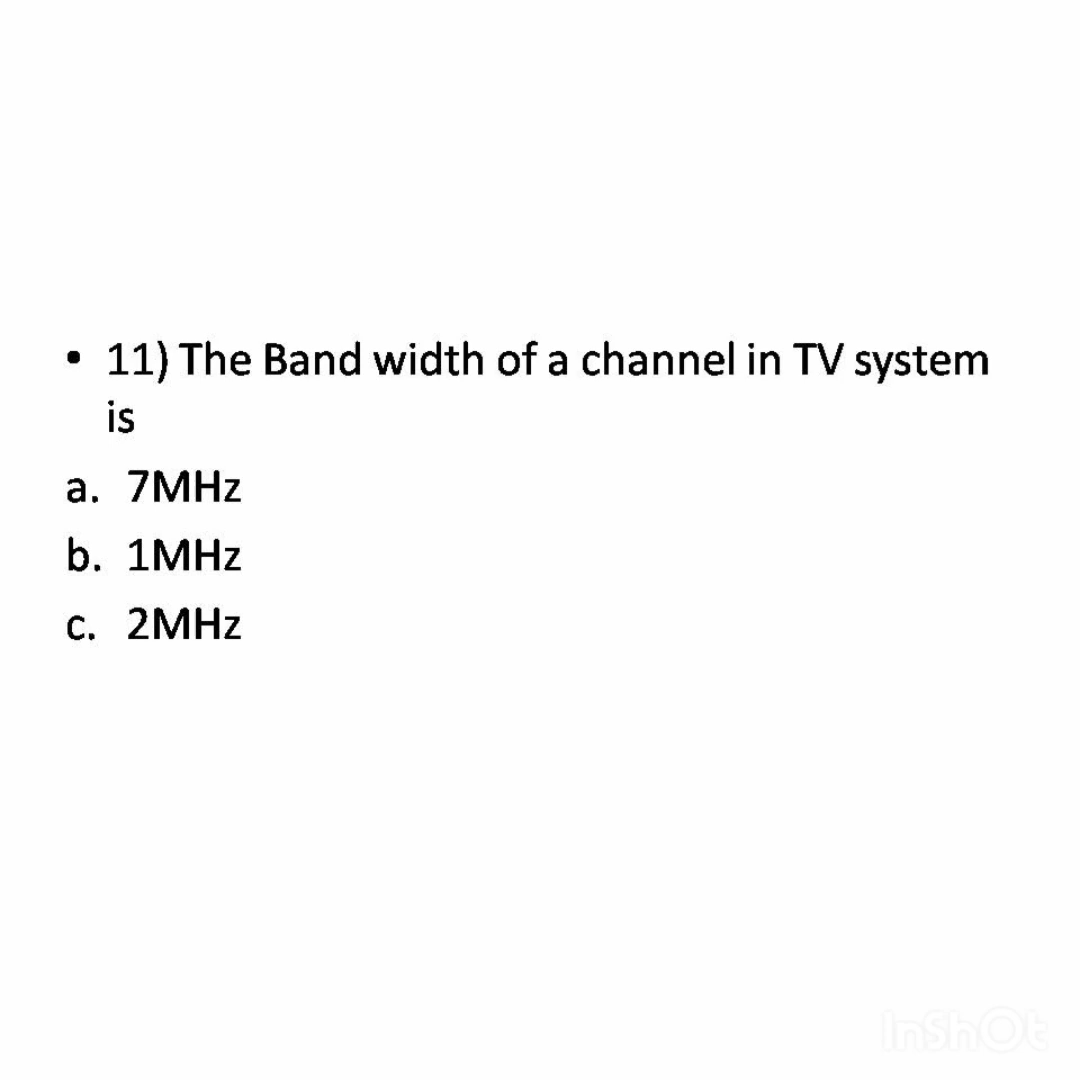 • 11) The Band width of a channel in TV system
is
a. 7MHz
b. 1MHz
c. 2MHz
InShOt